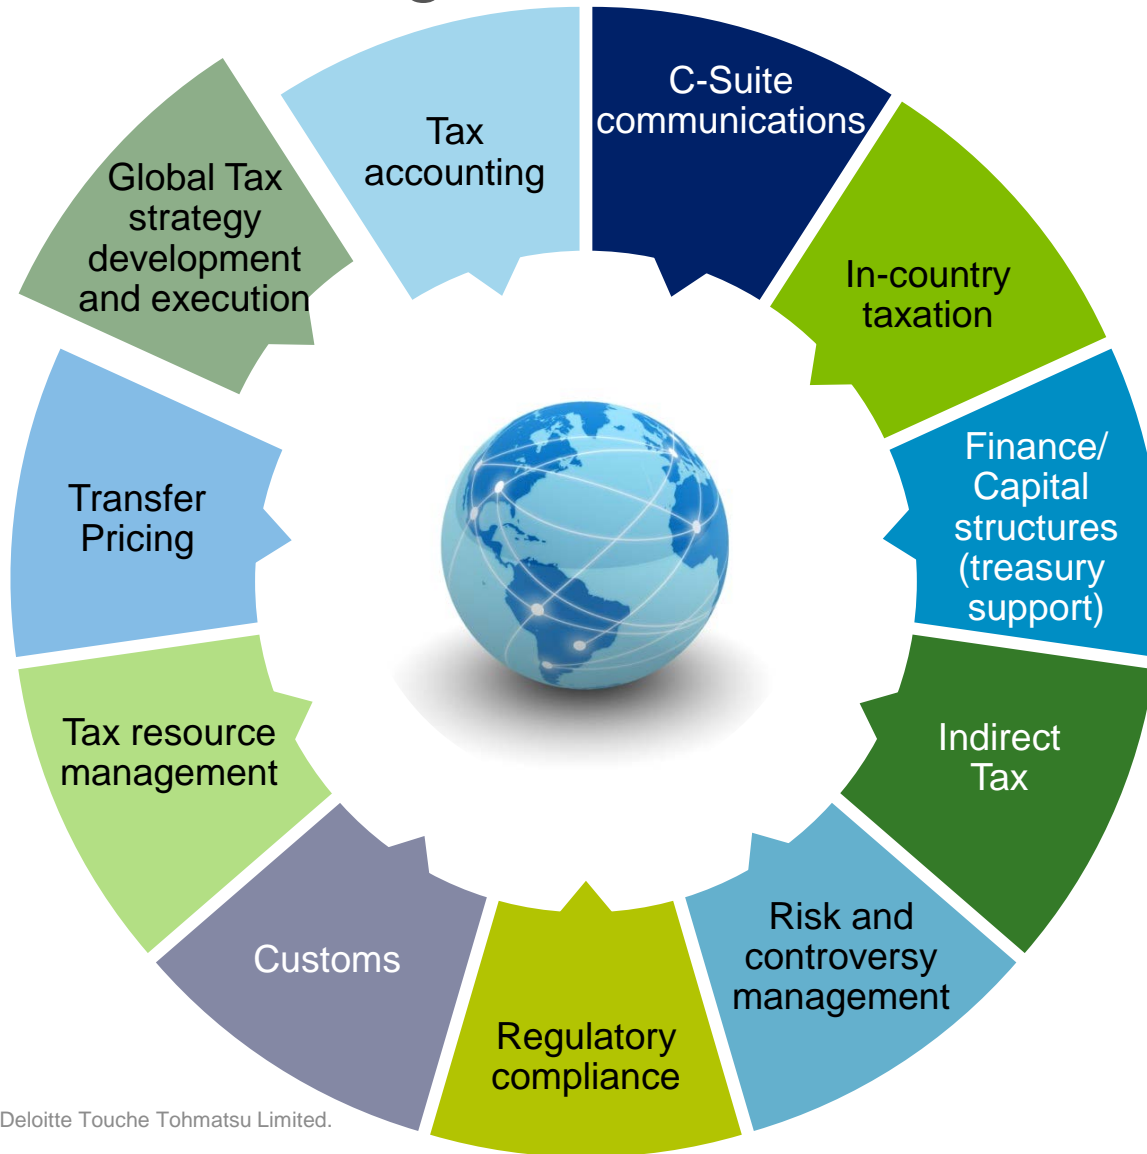 C-Suite
communications
Tax
accounting
Global Tax
strategy
development
and execution
In-country
taxation
Finance/
Capital
structures
(treasury
support)
Transfer
Pricing
Tax resource
management
Indirect
Tax
Risk and
controversy
management
Customs
Regulatory
compliance
Deloitte Touche Tohmatsu Limited.